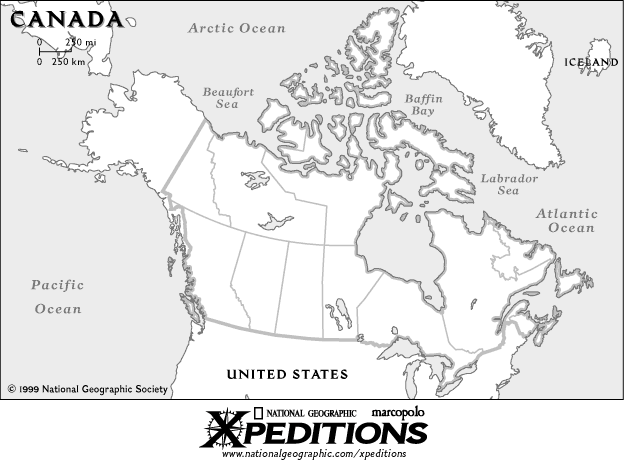 CANADA
0 250 mi
0 250 km
Arctic Ocean
ICELAND
Beaufort
Sea
Baffin
Bay
Labrador
Sea
Atlantic
Ocean
Pacific
Ocean
UNITED STATES
© 1999 National Geographic Society
NATIONAL GEOGRAPHIC marcopolo
XPEDITIONS
www.nationalgeographic.com/xpeditions